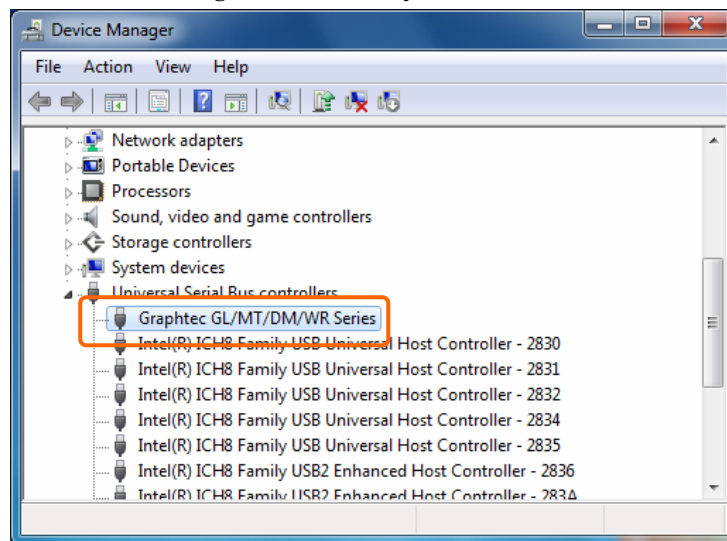 Device Manager
File Action View Help
Network adapters
Portable Devices
Processors
Sound, video and game controllers
Storage controllers
System devices
Universal Serial Bus controllers
Graphtec GL/MT/DM/WR Series
Intel(R) ICH8 Family USB Universal Host Controller - 2830
Intel(R) ICH8 Family USB Universal Host Controller - 2831
Intel(R) ICH8 Family USB Universal Host Controller - 2832
Intel(R) ICH8 Family USB Universal Host Controller - 2834
Intel(R) ICH8 Family USB Universal Host Controller - 2835
Intel(R) ICH8 Family USB2 Enhanced Host Controller - 2836
Intel(R) ICH8 Family USB2 Enhanced Host Controller - 283A